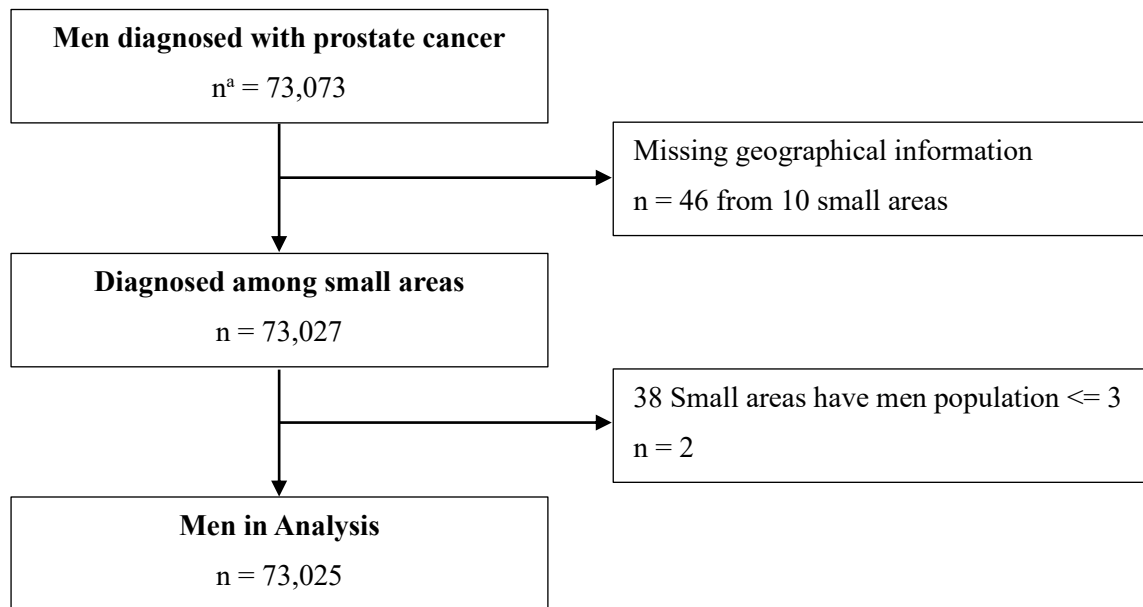 Men diagnosed with prostate cancer
nᵃ = 73,073
Missing geographical information
n = 46 from 10 small areas
Diagnosed among small areas
n = 73,027
38 Small areas have men population <= 3
n = 2
Men in Analysis
n = 73,025